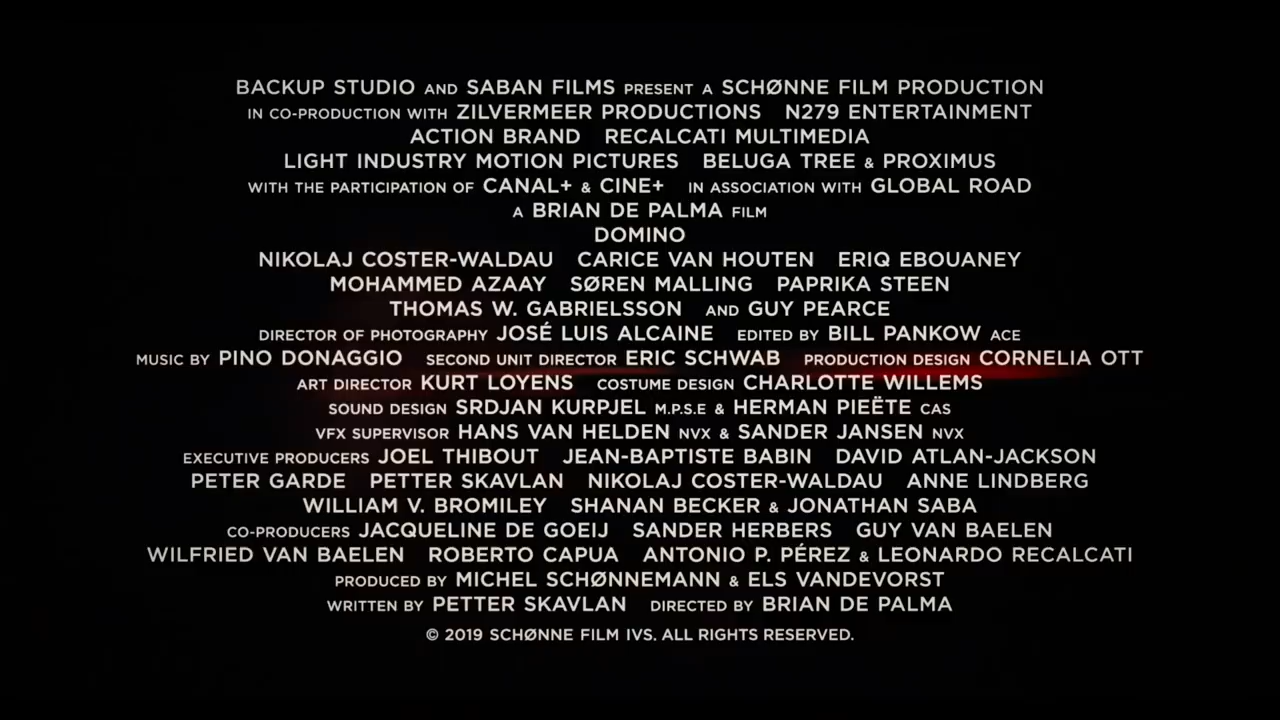 BACKUP STUDIO AND SABAN FILMS PRESENT A SCHØNNE FILM PRODUCTION
IN CO-PRODUCTION WITH ZILVERMEER PRODUCTIONS N279 ENTERTAINMENT
ACTION BRAND RECALCATI MULTIMEDIA
LIGHT INDUSTRY MOTION PICTURES BELUGA TREE & PROXIMUS
WITH THE PARTICIPATION OF CANAL+ & CINE+ IN ASSOCIATION WITH GLOBAL ROAD
A BRIAN DE PALMA FILM
DOMINO
NIKOLAJ COSTER-WALDAU CARICE VAN HOUTEN ERIQ EBOUANEY
MOHAMMED AZAAY SØREN MALLING PAPRIKA STEEN
THOMAS W. GABRIELSSON AND GUY PEARCE
DIRECTOR OF PHOTOGRAPHY JOSÉ LUIS ALCAINE EDITED BY BILL PANKOW ACE
MUSIC BY PINO DONAGGIO SECOND UNIT DIRECTOR ERIC SCHWAB PRODUCTION DESIGN CORNELIA OTT
ART DIRECTOR KURT LOYENS COSTUME DESIGN CHARLOTTE WILLEMS
SOUND DESIGN SRDJAN KURPJEL M.P.S.E & HERMAN PIEËTE CAS
VFX SUPERVISOR HANS VAN HELDEN NVX & SANDER JANSEN NVX
EXECUTIVE PRODUCERS JOEL THIBOUT JEAN-BAPTISTE BABIN DAVID ATLAN-JACKSON
PETER GARDE PETTER SKAVLAN NIKOLAJ COSTER-WALDAU ANNE LINDBERG
WILLIAM V. BROMILEY SHANAN BECKER & JONATHAN SABA
CO-PRODUCERS JACQUELINE DE GOEIJ SANDER HERBERS GUY VAN BAELEN
WILFRIED VAN BAELEN ROBERTO CAPUA ANTONIO P. PÉREZ & LEONARDO RECALCATI
PRODUCED BY MICHEL SCHØNNEMANN & ELS VANDEVORST
WRITTEN BY PETTER SKAVLAN DIRECTED BY BRIAN DE PALMA
© 2019 SCHØNNE FILM IVS. ALL RIGHTS RESERVED.